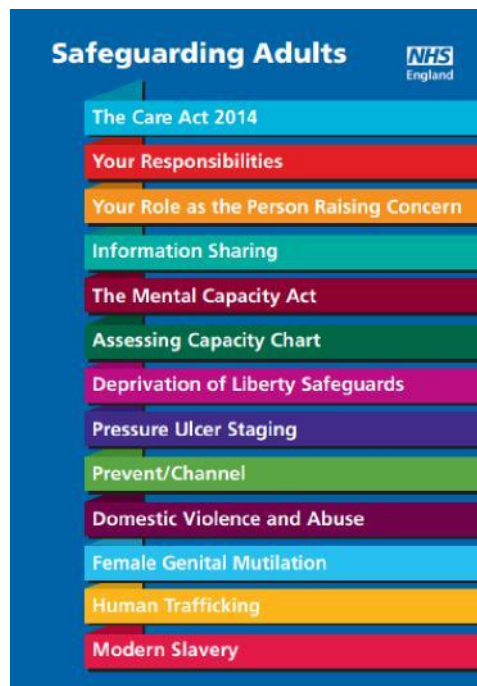 Safeguarding Adults
NHS
England
The Care Act 2014
Your Responsibilities
Your Role as the Person Raising Concern
Information Sharing
The Mental Capacity Act
Assessing Capacity Chart
Deprivation of Liberty Safeguards
Pressure Ulcer Staging
Prevent/Channel
Domestic Violence and Abuse
Female Genital Mutilation
Human Trafficking
Modern Slavery